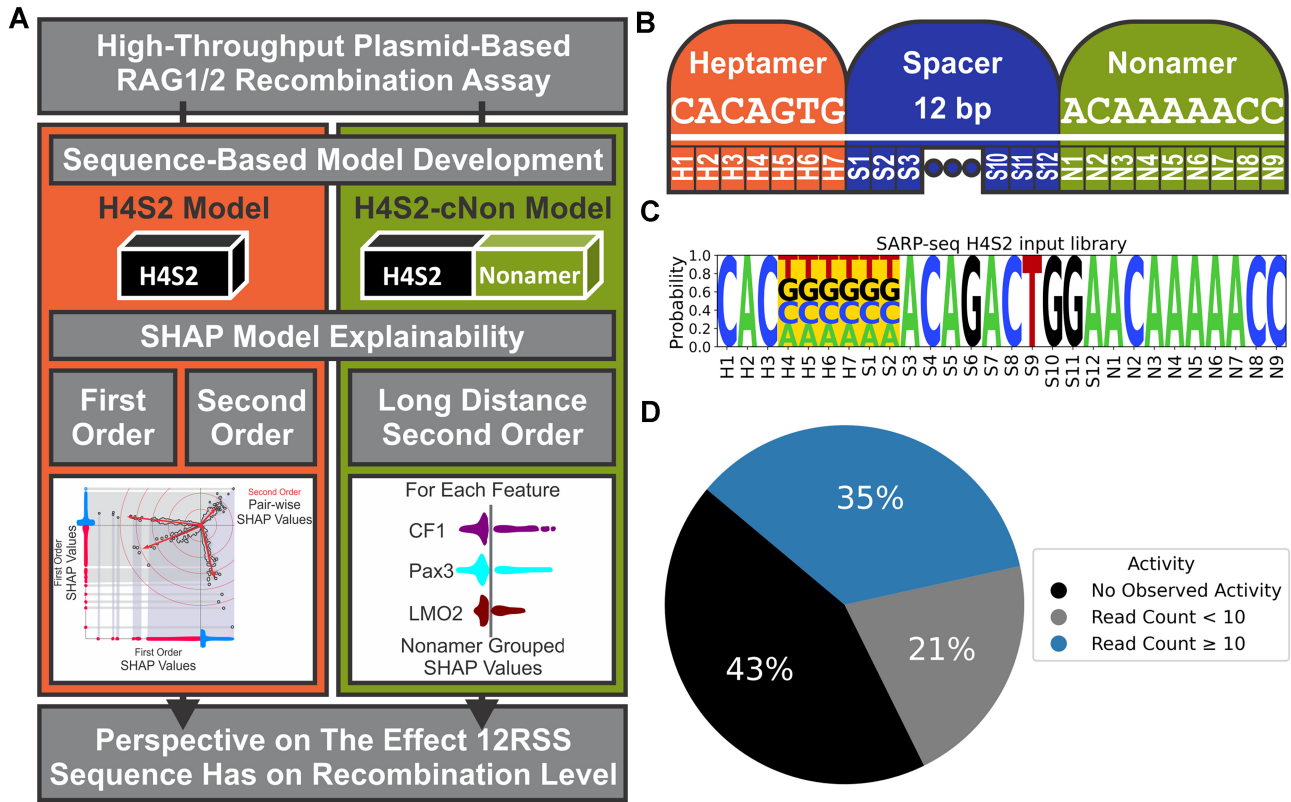 A
High-Throughput Plasmid-Based
RAG1/2 Recombination Assay
Sequence-Based Model Development
H4S2 Model
H4S2-cNon Model
H4S2
H4S2
Nonamer
SHAP Model Explainability
First
Order
Second
Order
Long Distance
Second Order
First Order
SHAP Values
Second Order
Pair-wise
SHAP Values
First Order
SHAP Values
For Each Feature
CF1
Pax3
LMO2
Nonamer Grouped
SHAP Values
Perspective on The Effect 12RSS
Sequence Has on Recombination Level
B
Heptamer
Spacer
Nonamer
CACAGTG
12 bp
ACAAAAACC
H1 H2 H3 H4 H5 H6 H7 S1 S2 S3 S10 S11 S12 N1 N2 N3 N4 N5 N6 N7 N8 N9
C
SARP-seq H4S2 input library
Probability
1.0
0.8
0.6
0.4
0.2
0.0
CAC
TTTTTT
GGGGGG
CCCCCC
AAAAAA
ACAGACTGGAACAAAAACC
H1 H2 H3 H4 H5 H6 H7 S1 S2 S3 S4 S5 S6 S7 S8 S9 S10 S11 S12 N1 N2 N3 N4 N5 N6 N7 N8 N9
D
35%
21%
43%
Activity
No Observed Activity
Read Count < 10
Read Count ≥ 10